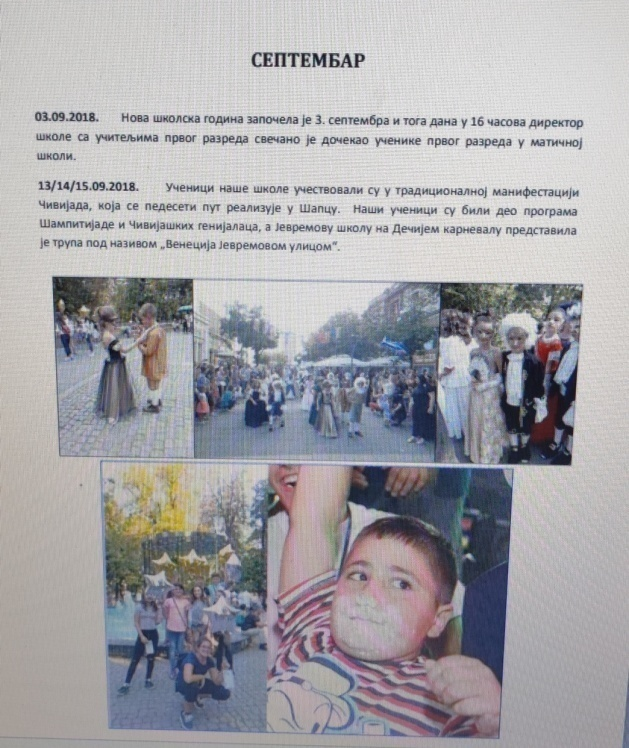 СЕПТЕМБАР
03.09.2018. Нова школска година започела је 3. септембра и тога дана у 16 часова директор
школе са учитељима првог разреда свечано је дочекао ученике првог разреда у матичној
школи.
13/14/15.09.2018. Ученици наше школе учествовали су у традиционалној манифестацији
Чивијада, која се педесети пут реализује у Шапцу. Наши ученици су били део програма
Шампитијаде и Чивијашких генијалаца, а Јевремову школу на Дечијем карневалу представила
је трупа под називом „Венеција Јевремовом улицом“.